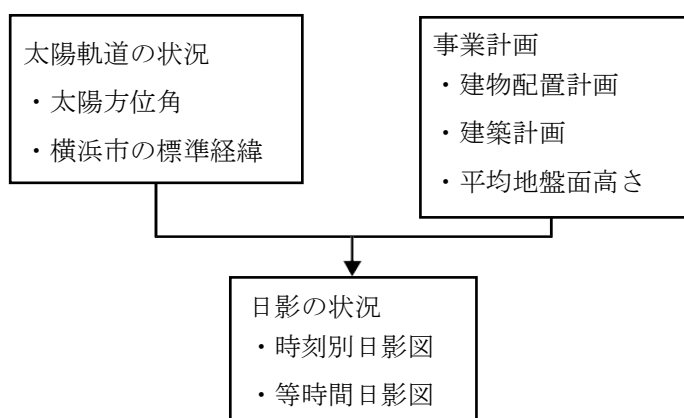 太陽軌道の状況
・太陽方位角
・横浜市の標準経緯
事業計画
・建物配置計画
・建築計画
・平均地盤面高さ
日影の状況
・時刻別日影図
・等時間日影図